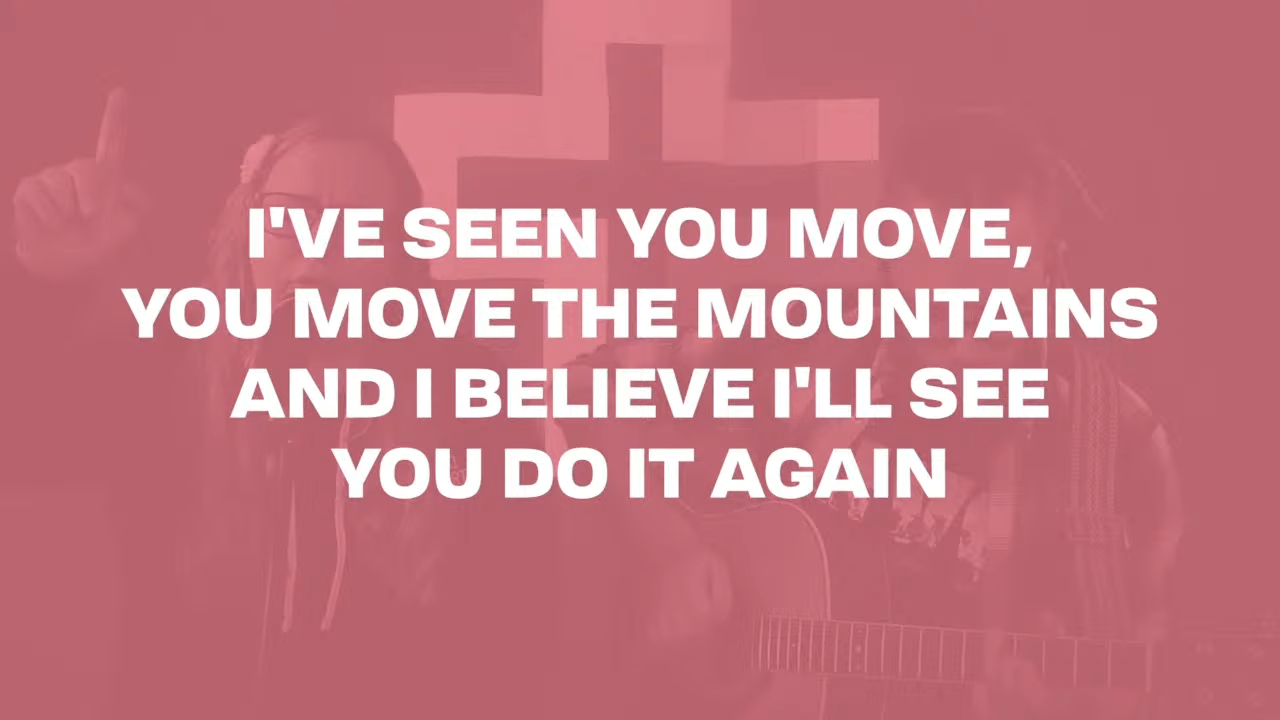 I'VE SEEN YOU MOVE,
YOU MOVE THE MOUNTAINS
AND I BELIEVE I'LL SEE
YOU DO IT AGAIN